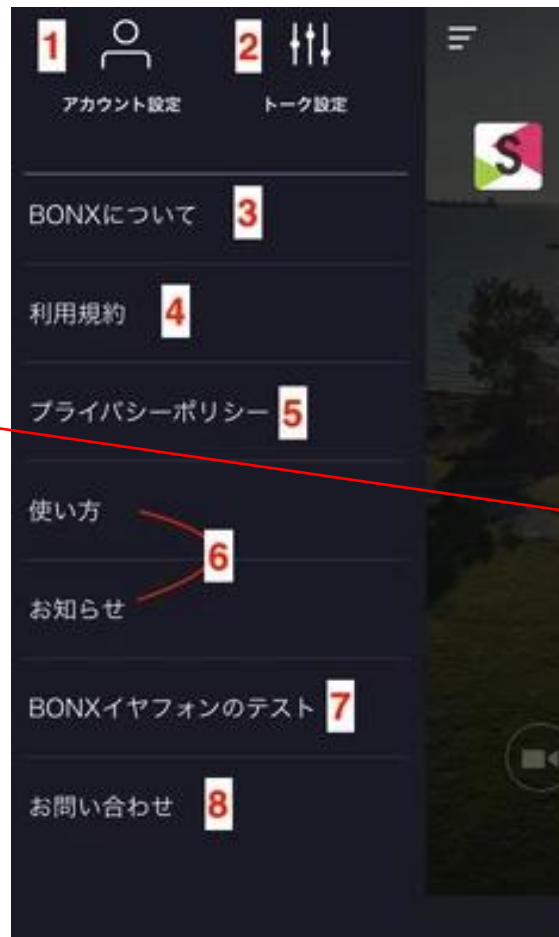 1 2
アカウント設定 トーク設定
S
BONXについて 3
利用規約 4
プライバシーポリシー 5
使い方
6
お知らせ
BONXイヤフォンのテスト 7
お問い合わせ 8